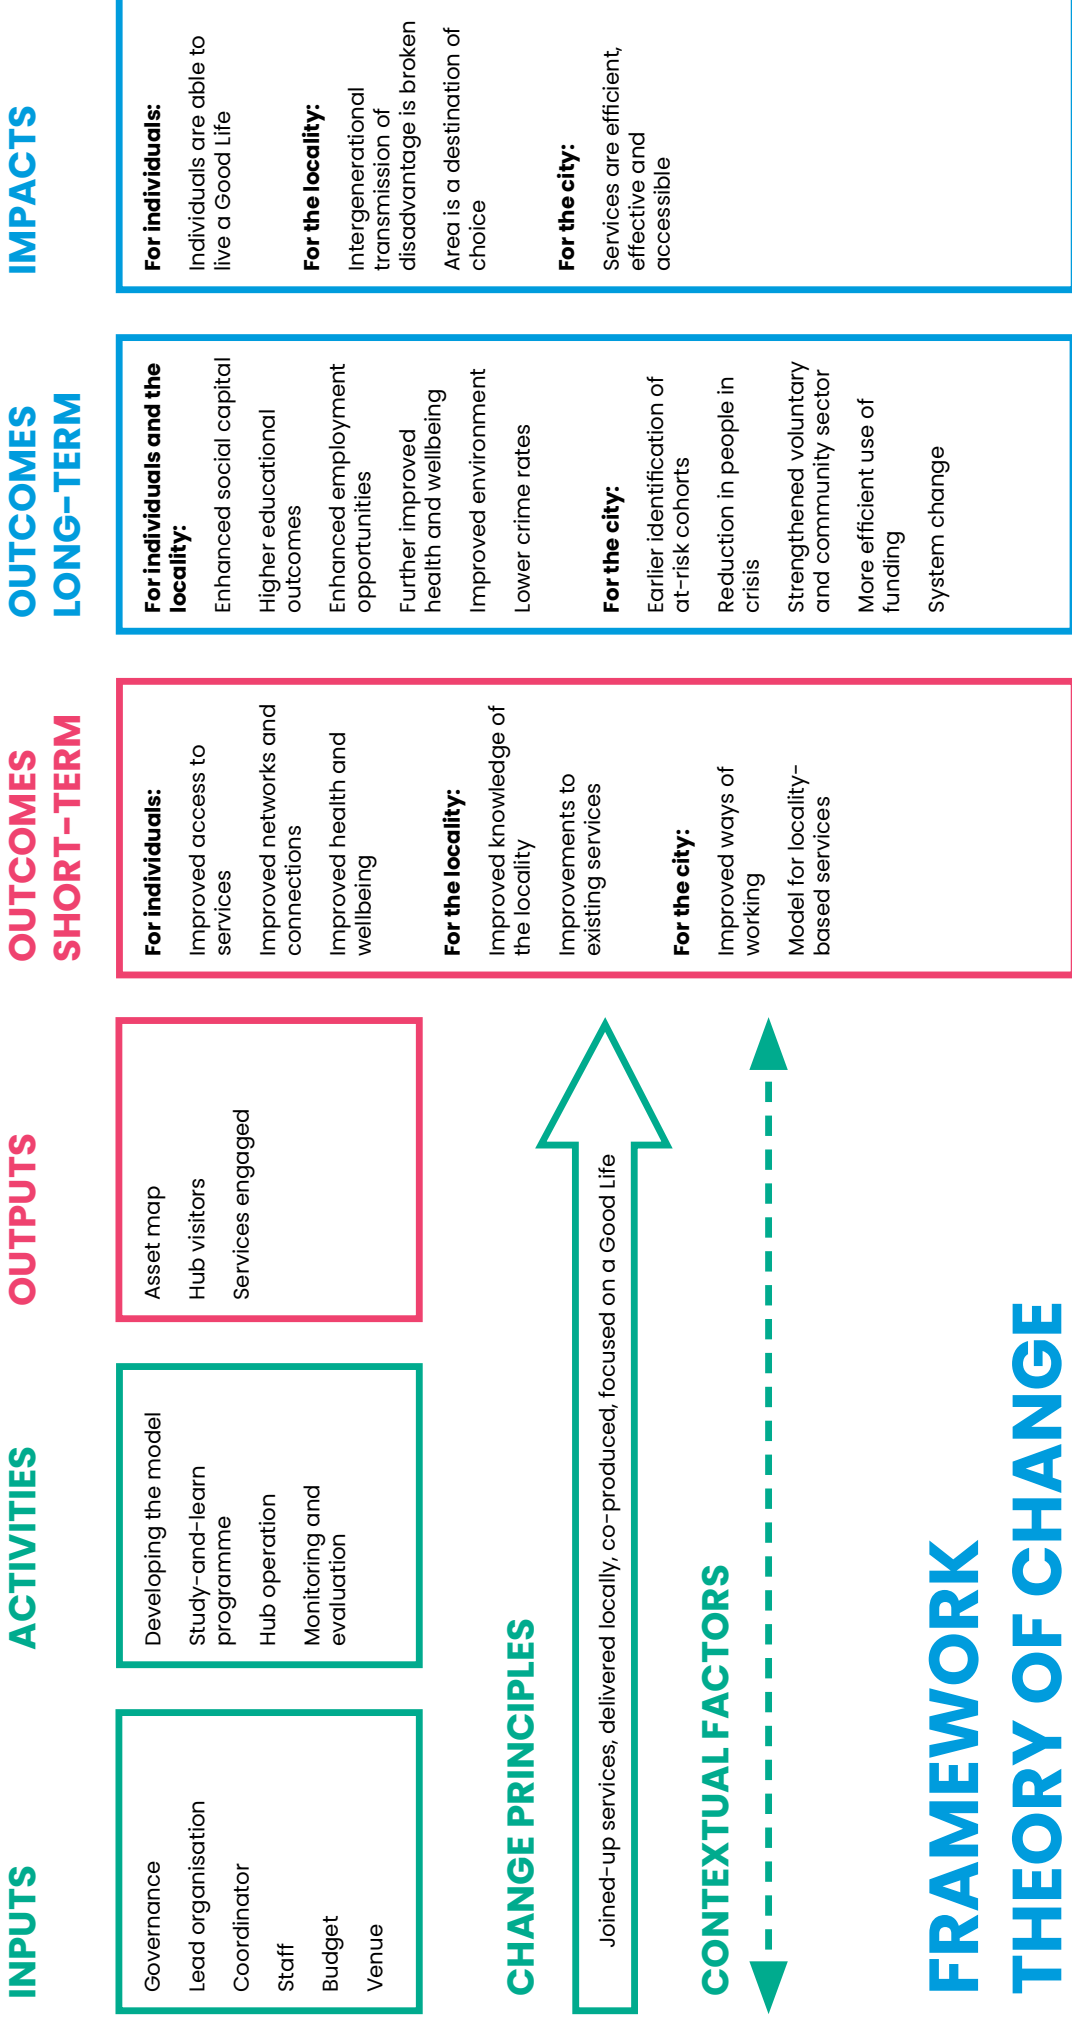 INPUTS
Governance
Lead organisation
Coordinator
Staff
Budget
Venue
ACTIVITIES
Developing the model
Study-and-learn
programme
Hub operation
Monitoring and
evaluation
OUTPUTS
Asset map
Hub visitors
Services engaged
CHANGE PRINCIPLES
Joined-up services, delivered locally, co-produced, focused on a Good Life
CONTEXTUAL FACTORS
OUTCOMES
SHORT-TERM
For individuals:
Improved access to
services
Improved networks and
connections
Improved health and
wellbeing
For the locality:
Improved knowledge of
the locality
Improvements to
existing services
For the city:
Improved ways of
working
Model for locality-
based services
OUTCOMES
LONG-TERM
For individuals and the
locality:
Enhanced social capital
Higher educational
outcomes
Enhanced employment
opportunities
Further improved
health and wellbeing
Improved environment
Lower crime rates
For the city:
Earlier identification of
at-risk cohorts
Reduction in people in
crisis
Strengthened voluntary
and community sector
More efficient use of
funding
System change
IMPACTS
For individuals:
Individuals are able to
live a Good Life
For the locality:
Intergenerational
transmission of
disadvantage is broken
Area is a destination of
choice
For the city:
Services are efficient,
effective and
accessible
FRAMEWORK
THEORY OF CHANGE